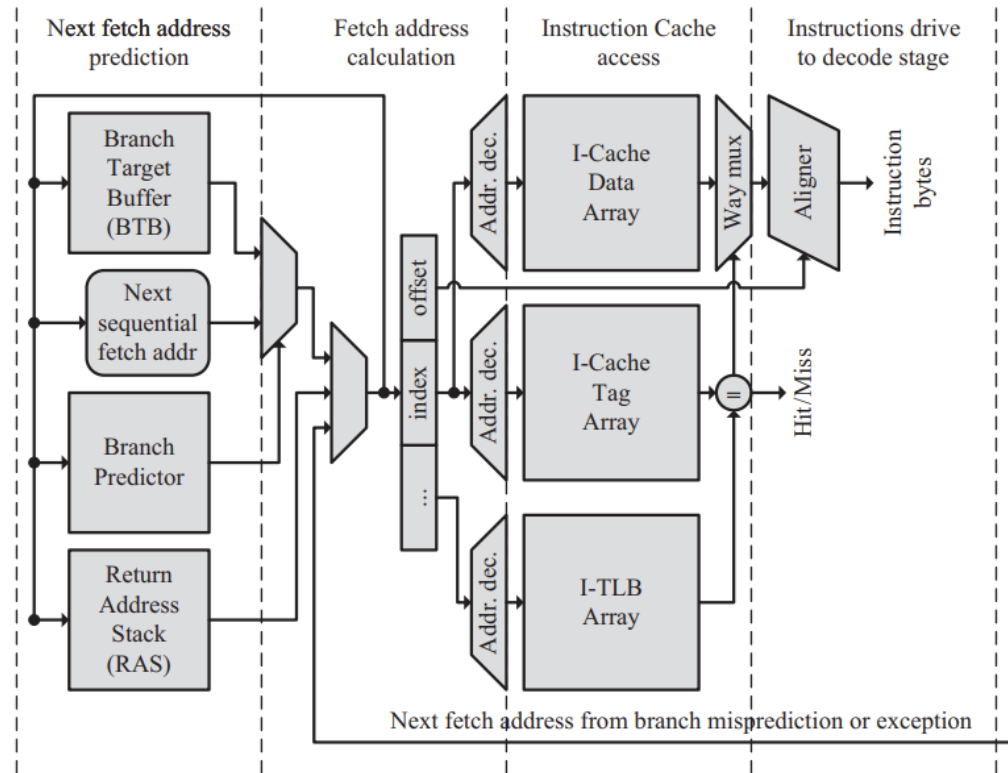 Next fetch address
prediction
Fetch address
calculation
Instruction Cache
access
Instructions drive
to decode stage
Branch
Target
Buffer
(BTB)
Next
sequential
fetch addr
Branch
Predictor
Return
Address
Stack
(RAS)
offset
index
...
Addr. dec.
I-Cache
Data
Array
Way mux
Aligner
Instruction
bytes
Addr. dec.
I-Cache
Tag
Array
=
Hit/Miss
Addr. dec.
I-TLB
Array
Next fetch address from branch misprediction or exception